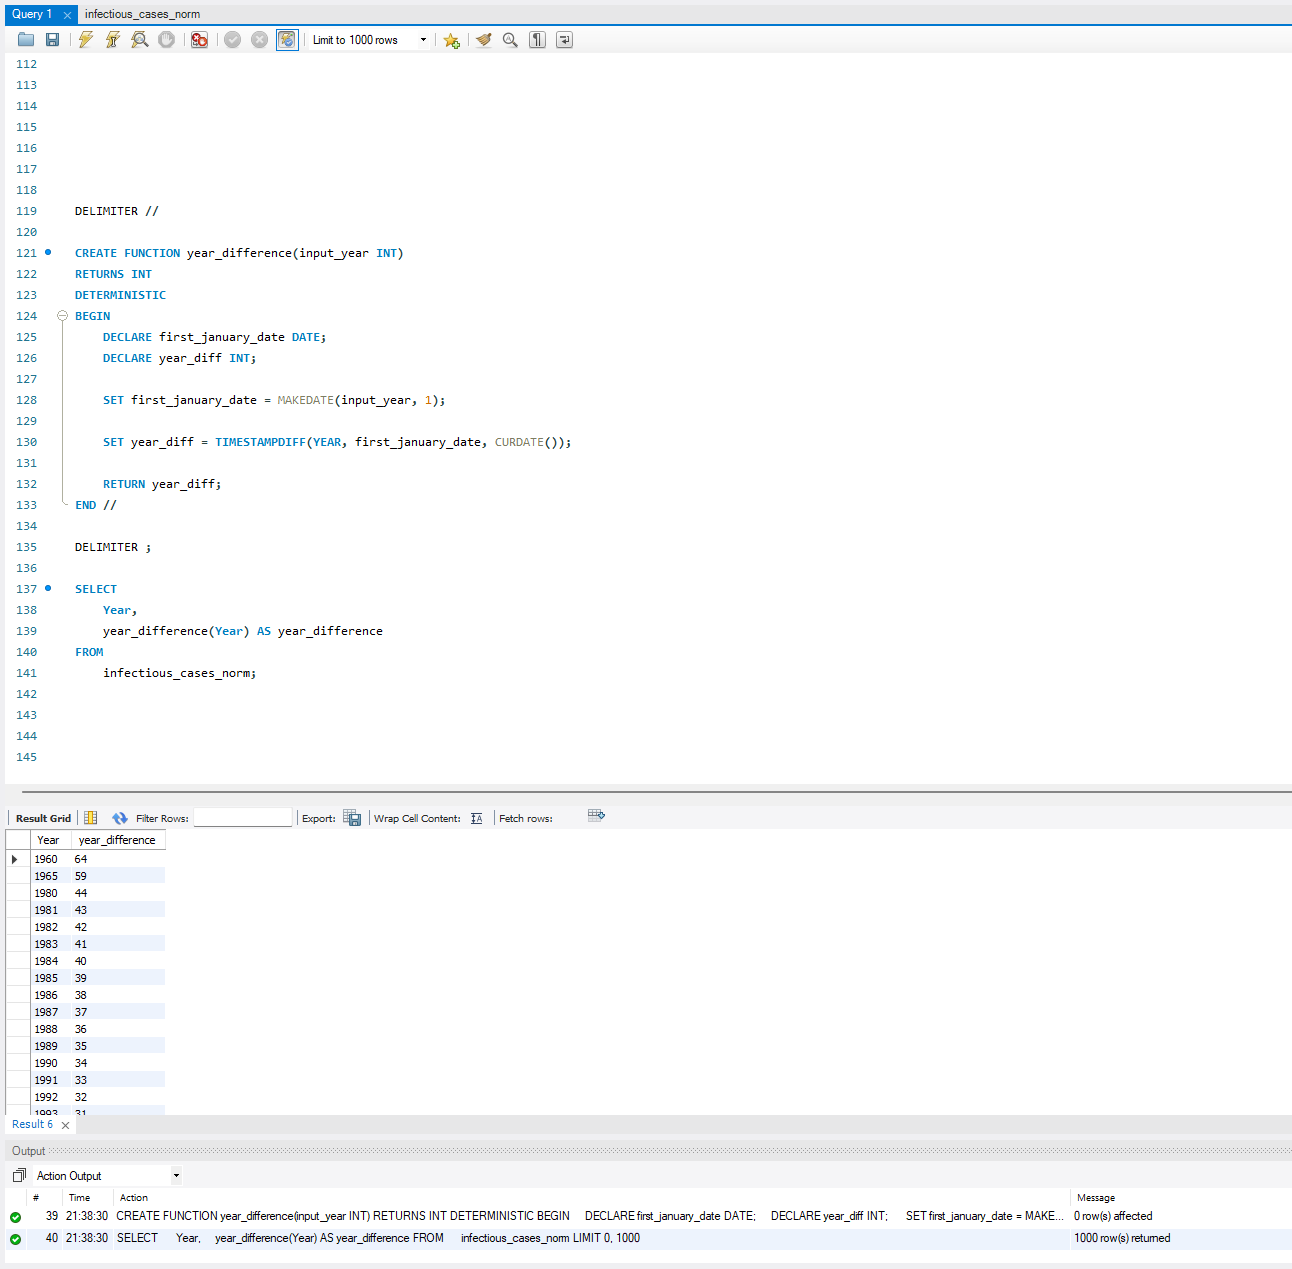 Query 1
infectious_cases_norm
Limit to 1000 rows
112
113
114
115
116
117
118
119 DELIMITER //
120
121 CREATE FUNCTION year_difference(input_year INT)
122 RETURNS INT
123 DETERMINISTIC
124 BEGIN
125 DECLARE first_january_date DATE;
126 DECLARE year_diff INT;
127
128 SET first_january_date = MAKEDATE(input_year, 1);
129
130 SET year_diff = TIMESTAMPDIFF(YEAR, first_january_date, CURDATE());
131
132 RETURN year_diff;
133 END //
134
135 DELIMITER ;
136
137 SELECT
138 Year,
139 year_difference(Year) AS year_difference
140 FROM
141 infectious_cases_norm;
142
143
144
145
Result Grid Filter Rows: Export: Wrap Cell Content: Fetch rows:
Year year_difference
1960 64
1965 59
1980 44
1981 43
1982 42
1983 41
1984 40
1985 39
1986 38
1987 37
1988 36
1989 35
1990 34
1991 33
1992 32
1993 31
Result 6
Output
Action Output
# Time Action Message
39 21:38:30 CREATE FUNCTION year_difference(input_year INT) RETURNS INT DETERMINISTIC BEGIN DECLARE first_january_date DATE; DECLARE year_diff INT; SET first_january_date = MAKE... 0 row(s) affected
40 21:38:30 SELECT Year, year_difference(Year) AS year_difference FROM infectious_cases_norm LIMIT 0, 1000 1000 row(s) returned